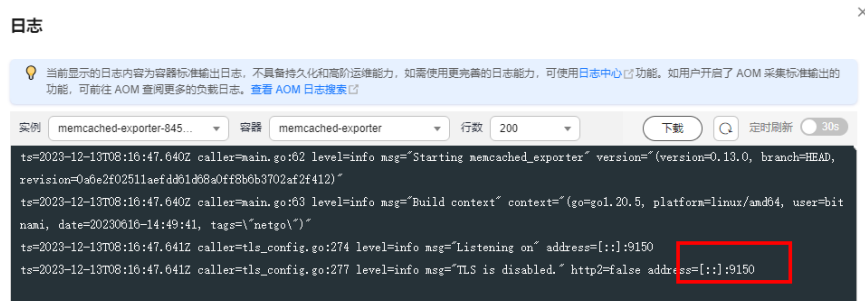 日志
当前显示的日志内容为容器标准输出日志，不具备持久化和高阶运维能力，如需使用更完善的日志能力，可使用日志中心功能。如用户开启了 AOM 采集标准输出的
功能，可前往 AOM 查阅更多的负载日志。查看 AOM 日志搜索
实例 memcached-exporter-845... 容器 memcached-exporter 行数 200 下载 定时刷新 30s
ts=2023-12-13T08:16:47.640Z caller=main.go:62 level=info msg="Starting memcached_exporter" version="(version=0.13.0, branch=HEAD,
revision=0a6e2f02511aefdd61d68a0ff8b6b3702af2f412)"
ts=2023-12-13T08:16:47.640Z caller=main.go:63 level=info msg="Build context" context="(go=go1.20.5, platform=linux/amd64, user=bit
nami, date=20230616-14:49:41, tags=\"netgo\")"
ts=2023-12-13T08:16:47.641Z caller=tls_config.go:274 level=info msg="Listening on" address=[::]:9150
ts=2023-12-13T08:16:47.641Z caller=tls_config.go:277 level=info msg="TLS is disabled." http2=false address=[::]:9150